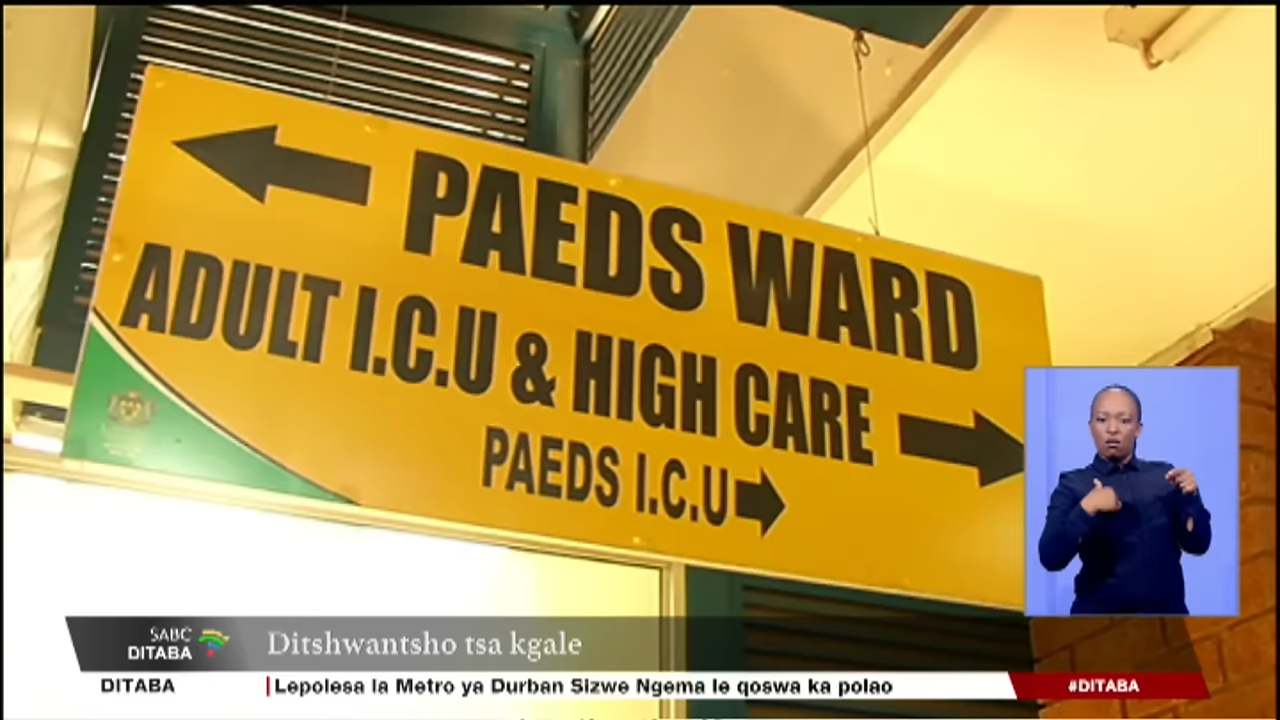 PAEDS WARD
ADULT I.C.U & HIGH CARE
PAEDS I.C.U
SABC
DITABA
Ditshwantsho tsa kgale
DITABA
Lepolesa la Metro ya Durban Sizwe Ngema le qoswa ka polao
#DITABA